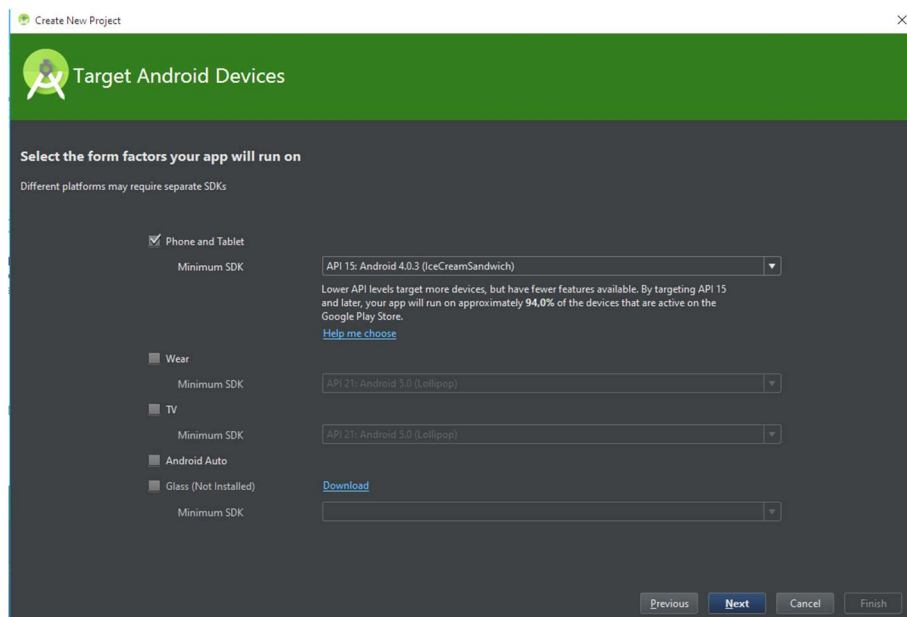 Create New Project
Target Android Devices
Select the form factors your app will run on
Different platforms may require separate SDKs
Phone and Tablet
Minimum SDK API 15: Android 4.0.3 (IceCreamSandwich)
Lower API levels target more devices, but have fewer features available. By targeting API 15
and later, your app will run on approximately 94,0% of the devices that are active on the
Google Play Store.
Help me choose
Wear
Minimum SDK API 21: Android 5.0 (Lollipop)
TV
Minimum SDK API 21: Android 5.0 (Lollipop)
Android Auto
Glass (Not Installed) Download
Minimum SDK
Previous Next Cancel Finish